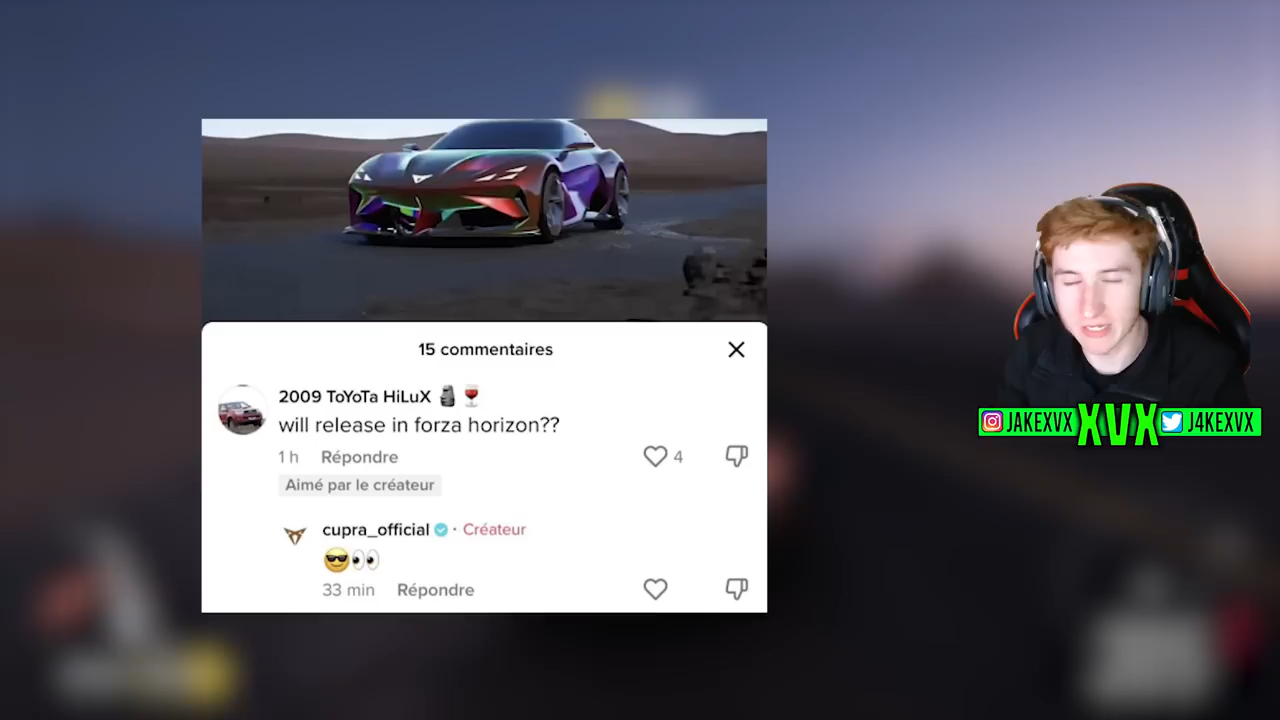 15 commentaires
2009 ToYoTa HiLuX 🗿🍷
will release in forza horizon??
1 h Répondre
4
Aimé par le créateur
cupra_official · Créateur
😎👀
33 min Répondre
JAKEXVX XVX J4KEXVX